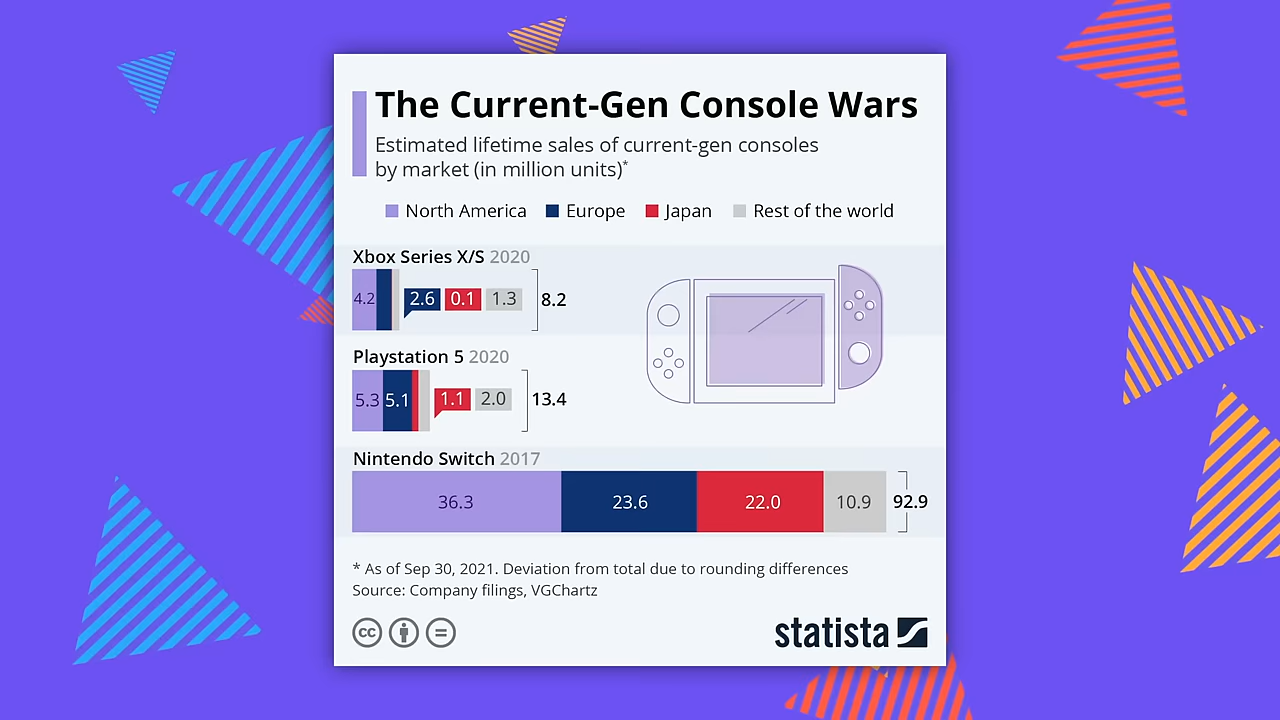 The Current-Gen Console Wars
Estimated lifetime sales of current-gen consoles
by market (in million units)*
North America Europe Japan Rest of the world
Xbox Series X/S 2020
4.2 2.6 0.1 1.3 8.2
Playstation 5 2020
5.3 5.1 1.1 2.0 13.4
Nintendo Switch 2017
36.3 23.6 22.0 10.9 92.9
* As of Sep 30, 2021. Deviation from total due to rounding differences
Source: Company filings, VGChartz
cc
statista